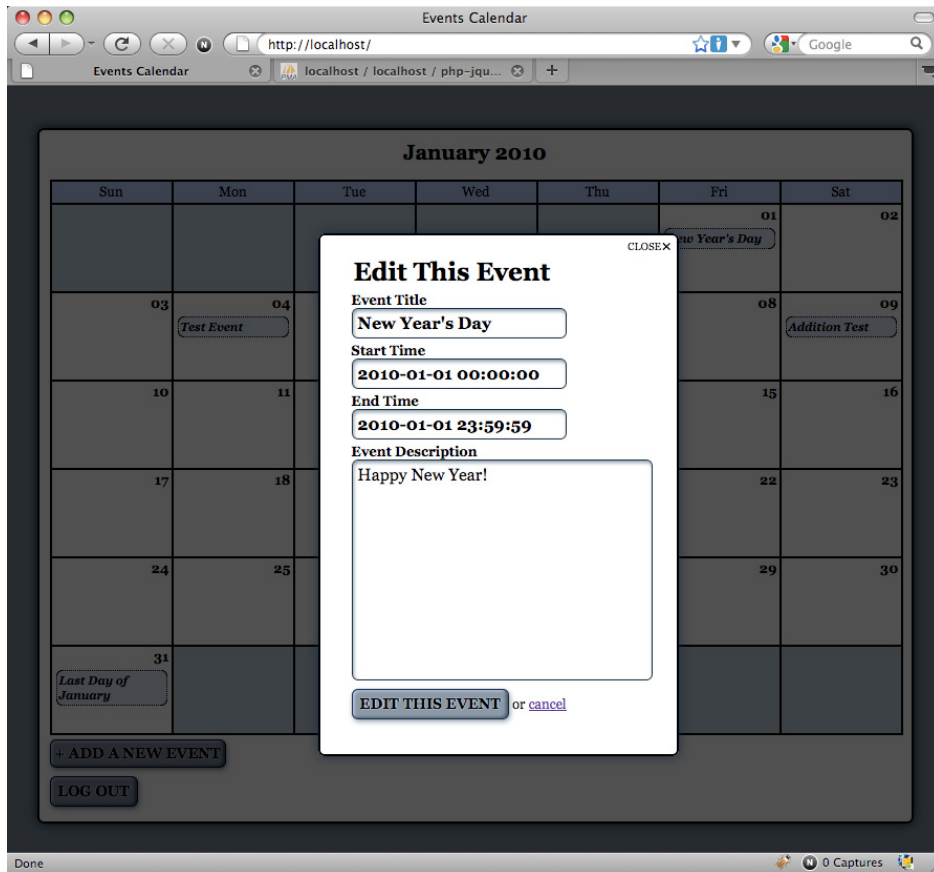 Events Calendar
http://localhost/
Google
Events Calendar
localhost / localhost / php-jqu...
January 2010
Sun Mon Tue Wed Thu Fri Sat
01 02
New Year's Day
CLOSE✕
Edit This Event
Event Title
New Year's Day
Start Time
2010-01-01 00:00:00
End Time
2010-01-01 23:59:59
Event Description
Happy New Year!
03 04 08 09
Test Event Addition Test
10 11 15 16
17 18 22 23
24 25 29 30
31
Last Day of
January
EDIT THIS EVENT or cancel
+ ADD A NEW EVENT
LOG OUT
Done
0 Captures